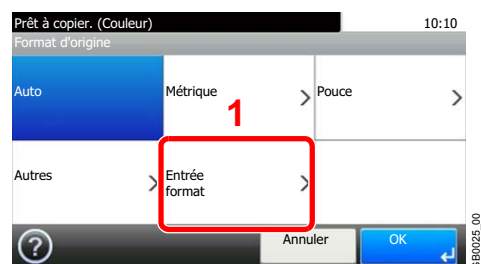 Prêt à copier. (Couleur) 10:10
Format d'origine
Auto
Métrique >
Pouce >
1
Autres >
Entrée >
format
? Annuler OK
GB0025_00